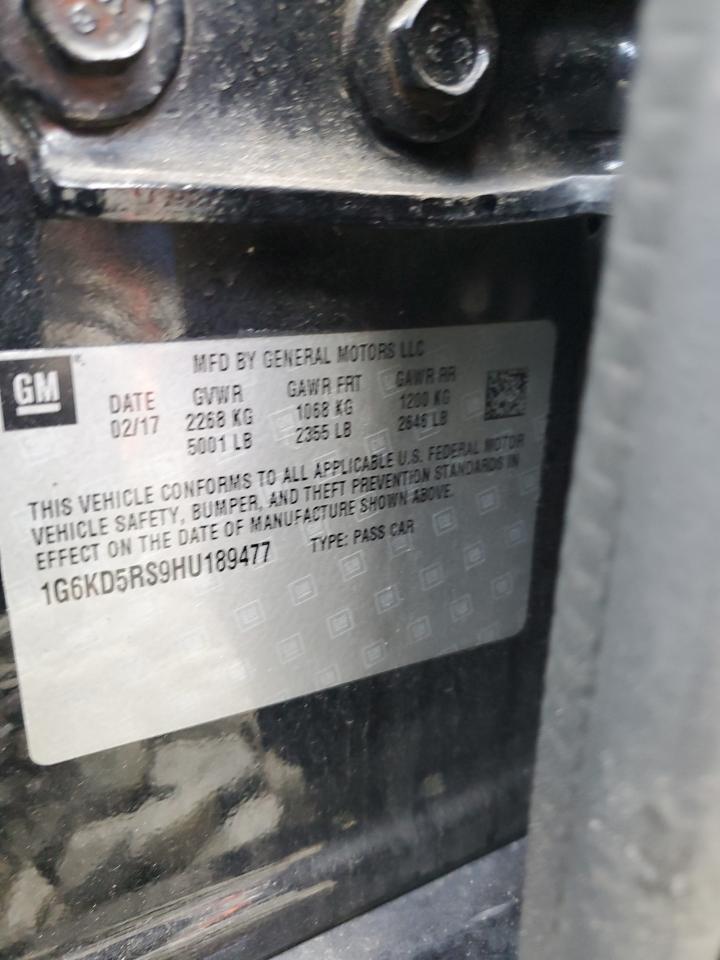 GM
MFD BY GENERAL MOTORS LLC
DATE GVWR GAWR FRT GAWR RR
02/17 2268 KG 1068 KG 1200 KG
5001 LB 2355 LB 2646 LB
THIS VEHICLE CONFORMS TO ALL APPLICABLE U.S. FEDERAL MOTOR
VEHICLE SAFETY, BUMPER, AND THEFT PREVENTION STANDARDS IN
EFFECT ON THE DATE OF MANUFACTURE SHOWN ABOVE.
1G6KD5RS9HU189477 TYPE: PASS CAR